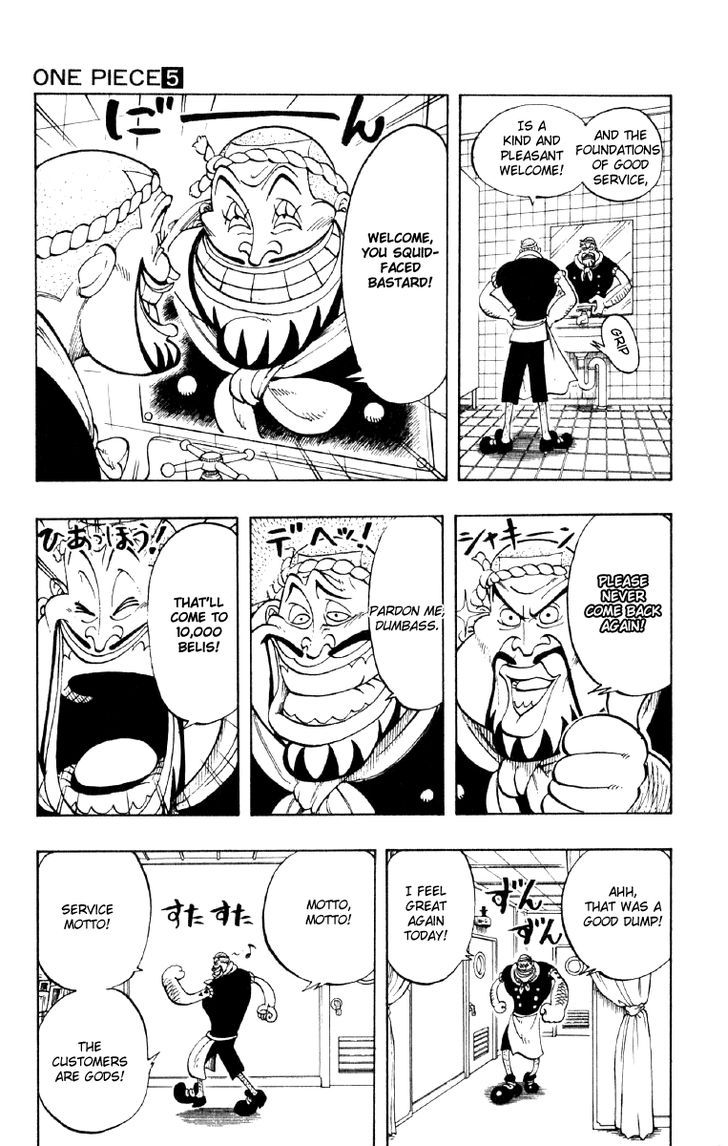 ONE PIECE 5
AND THE
FOUNDATIONS
OF GOOD
SERVICE,
IS A
KIND AND
PLEASANT
WELCOME!
GRIP
にーーん
WELCOME,
YOU SQUID-
FACED
BASTARD!
シャキーン
PLEASE
NEVER
COME BACK
AGAIN!
デヘッ!
PARDON ME,
DUMBASS.
ひあっほう!
THAT'LL
COME TO
10,000
BELIS!
AHH,
THAT WAS A
GOOD DUMP!
ずん
ずん
I FEEL
GREAT
AGAIN
TODAY!
MOTTO,
MOTTO!
すたすた
SERVICE
MOTTO!
THE
CUSTOMERS
ARE GODS!